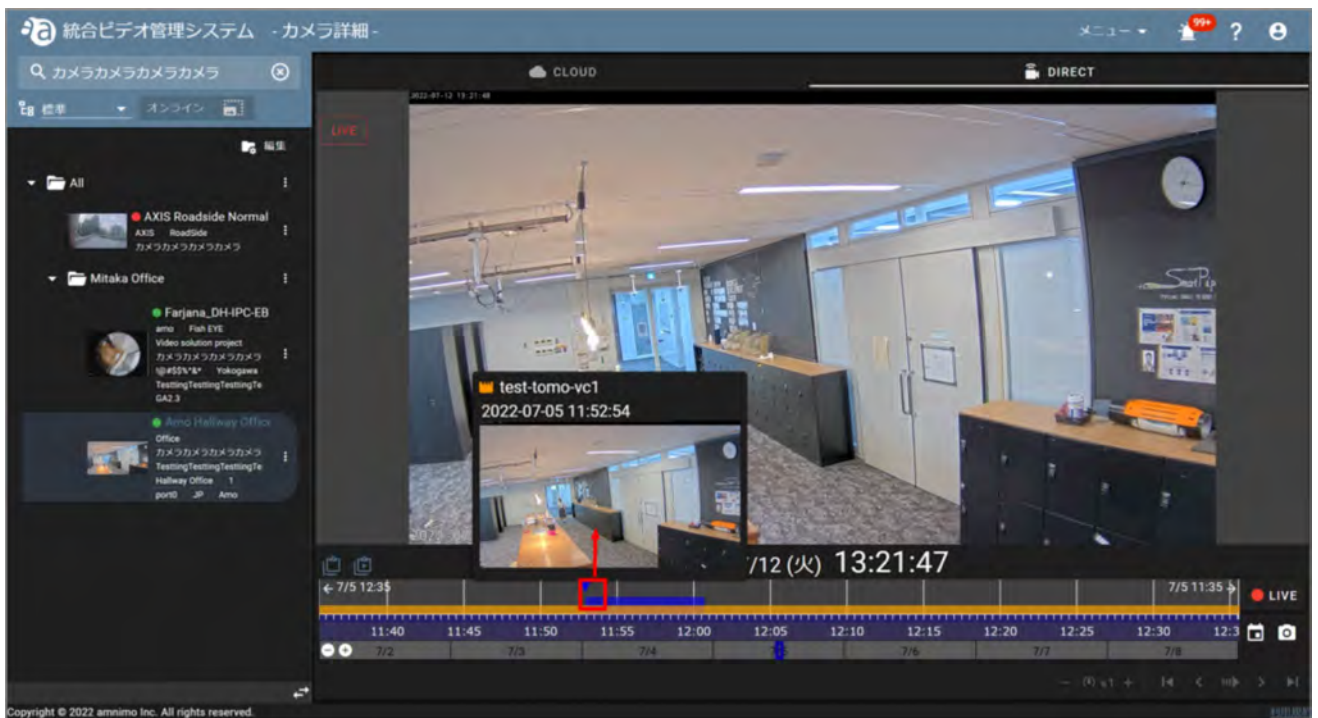 統合ビデオ管理システム - カメラ詳細 -
メニュー
99+
?
カメラカメラカメラカメラ
標準 オンライン
編集
All
AXIS Roadside Normal
AXIS RoadSide
カメラカメラカメラカメラ
Mitaka Office
Farjana_DH-IPC-EB
amo Fish EYE
Video solution project
カメラカメラカメラカメラ
!@#$$%^&* Yokogawa
TesttingTesttingTesttingTe
GA2.3
Amo Hallway Office
Office
カメラカメラカメラカメラ
TesttingTesttingTesttingTe
Hallway Office 1
port0 JP Amo
CLOUD
DIRECT
2022-07-12 13:21:48
LIVE
test-tomo-vc1
2022-07-05 11:52:54
/12 (火) 13:21:47
7/5 12:35
7/5 11:35
LIVE
11:40 11:45 11:50 11:55 12:00 12:05 12:10 12:15 12:20 12:25 12:30 12:3
7/2 7/3 7/4 7/5 7/6 7/7 7/8
x1
Copyright © 2022 amnimo Inc. All rights reserved.
利用規約